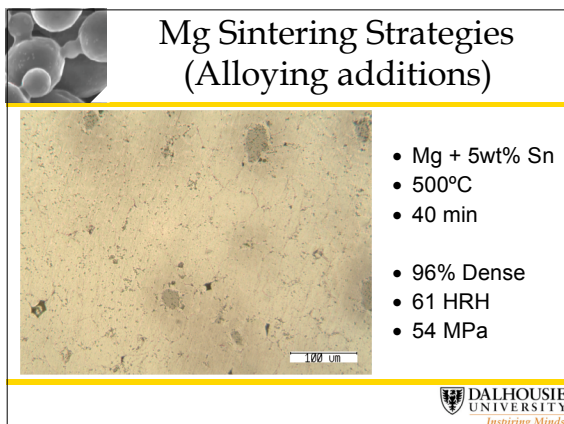 Mg Sintering Strategies
(Alloying additions)
• Mg + 5wt% Sn
• 500ºC
• 40 min
• 96% Dense
• 61 HRH
• 54 MPa
100 um
DALHOUSIE
UNIVERSITY
Inspiring Minds